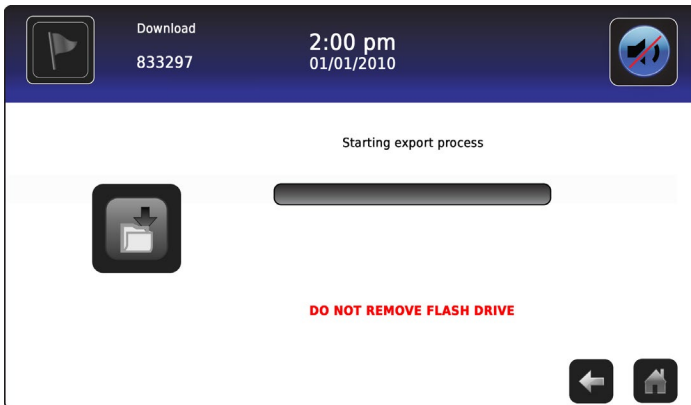 Download
833297
2:00 pm
01/01/2010
Starting export process
DO NOT REMOVE FLASH DRIVE